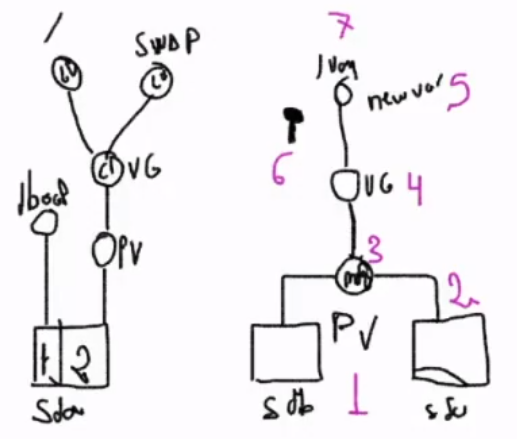 /
SWAP
LV
LV
VG
/boot
PV
1
2
Sda
7
/var
newvar
5
6
VG
4
3
md
2
PV
sdb
1
sdc